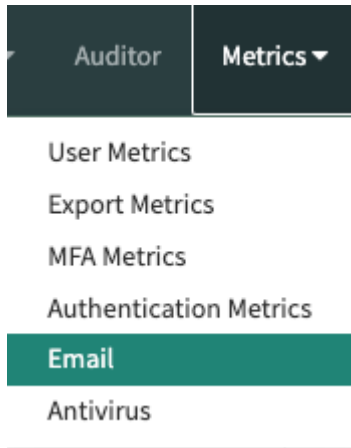 Auditor Metrics
User Metrics
Export Metrics
MFA Metrics
Authentication Metrics
Email
Antivirus